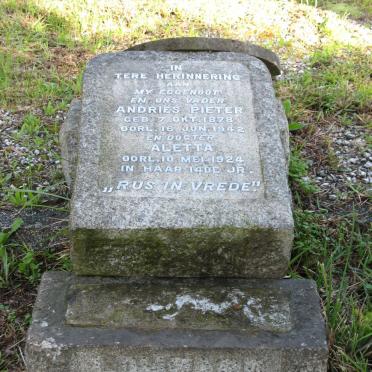 IN
TERE HERINNERING
AAN
MY EGGENOOT
EN ONS VADER
ANDRIES PIETER
GEB. 7 OKT. 1878
OORL. 16 JUN. 1942
EN DOGTER
ALETTA
OORL. 10 MEI. 1924
IN HAAR 14DE JR.
„RUS IN VREDE"